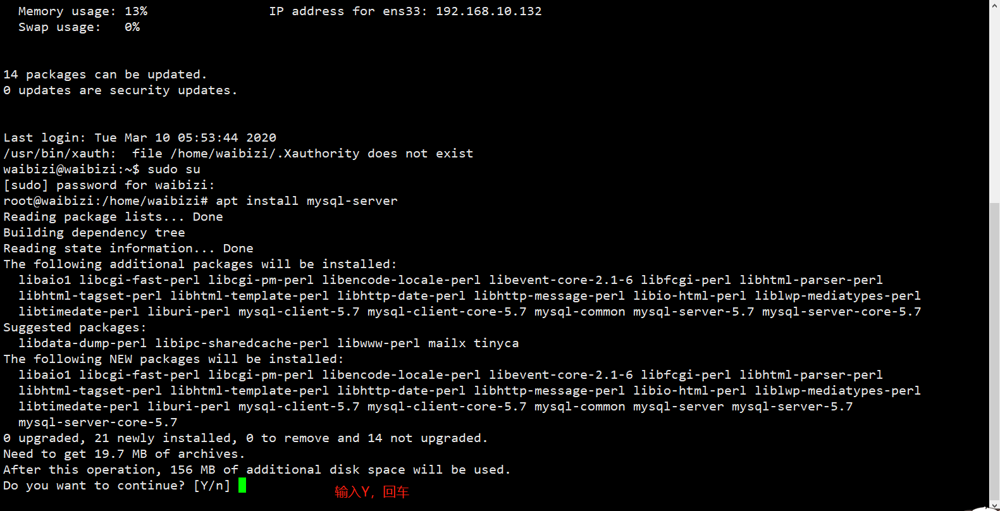 Memory usage: 13%                IP address for ens33: 192.168.10.132
Swap usage:   0%
14 packages can be updated.
0 updates are security updates.
Last login: Tue Mar 10 05:53:44 2020
/usr/bin/xauth:  file /home/waibizi/.Xauthority does not exist
waibizi@waibizi:~$ sudo su
[sudo] password for waibizi:
root@waibizi:/home/waibizi# apt install mysql-server
Reading package lists... Done
Building dependency tree
Reading state information... Done
The following additional packages will be installed:
  libaio1 libcgi-fast-perl libcgi-pm-perl libencode-locale-perl libevent-core-2.1-6 libfcgi-perl libhtml-parser-perl
  libhtml-tagset-perl libhtml-template-perl libhttp-date-perl libhttp-message-perl libio-html-perl liblwp-mediatypes-perl
  libtimedate-perl liburi-perl mysql-client-5.7 mysql-client-core-5.7 mysql-common mysql-server-5.7 mysql-server-core-5.7
Suggested packages:
  libdata-dump-perl libipc-sharedcache-perl libwww-perl mailx tinyca
The following NEW packages will be installed:
  libaio1 libcgi-fast-perl libcgi-pm-perl libencode-locale-perl libevent-core-2.1-6 libfcgi-perl libhtml-parser-perl
  libhtml-tagset-perl libhtml-template-perl libhttp-date-perl libhttp-message-perl libio-html-perl liblwp-mediatypes-perl
  libtimedate-perl liburi-perl mysql-client-5.7 mysql-client-core-5.7 mysql-common mysql-server mysql-server-5.7
  mysql-server-core-5.7
0 upgraded, 21 newly installed, 0 to remove and 14 not upgraded.
Need to get 19.7 MB of archives.
After this operation, 156 MB of additional disk space will be used.
Do you want to continue? [Y/n]
输入Y，回车